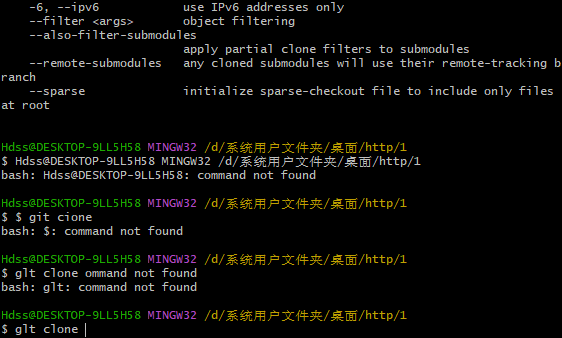 -6, --ipv6            use IPv6 addresses only
--filter <args>       object filtering
--also-filter-submodules
apply partial clone filters to submodules
--remote-submodules   any cloned submodules will use their remote-tracking b
ranch
--sparse              initialize sparse-checkout file to include only files
at root
Hdss@DESKTOP-9LL5H58 MINGW32 /d/系统用户文件夹/桌面/http/1
$ Hdss@DESKTOP-9LL5H58 MINGW32 /d/系统用户文件夹/桌面/http/1
bash: Hdss@DESKTOP-9LL5H58: command not found
Hdss@DESKTOP-9LL5H58 MINGW32 /d/系统用户文件夹/桌面/http/1
$ $ git clone
bash: $: command not found
Hdss@DESKTOP-9LL5H58 MINGW32 /d/系统用户文件夹/桌面/http/1
$ glt clone ommand not found
bash: glt: command not found
Hdss@DESKTOP-9LL5H58 MINGW32 /d/系统用户文件夹/桌面/http/1
$ glt clone